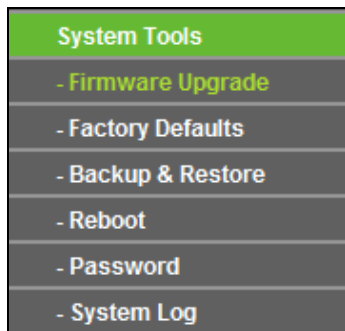 System Tools
- Firmware Upgrade
- Factory Defaults
- Backup & Restore
- Reboot
- Password
- System Log